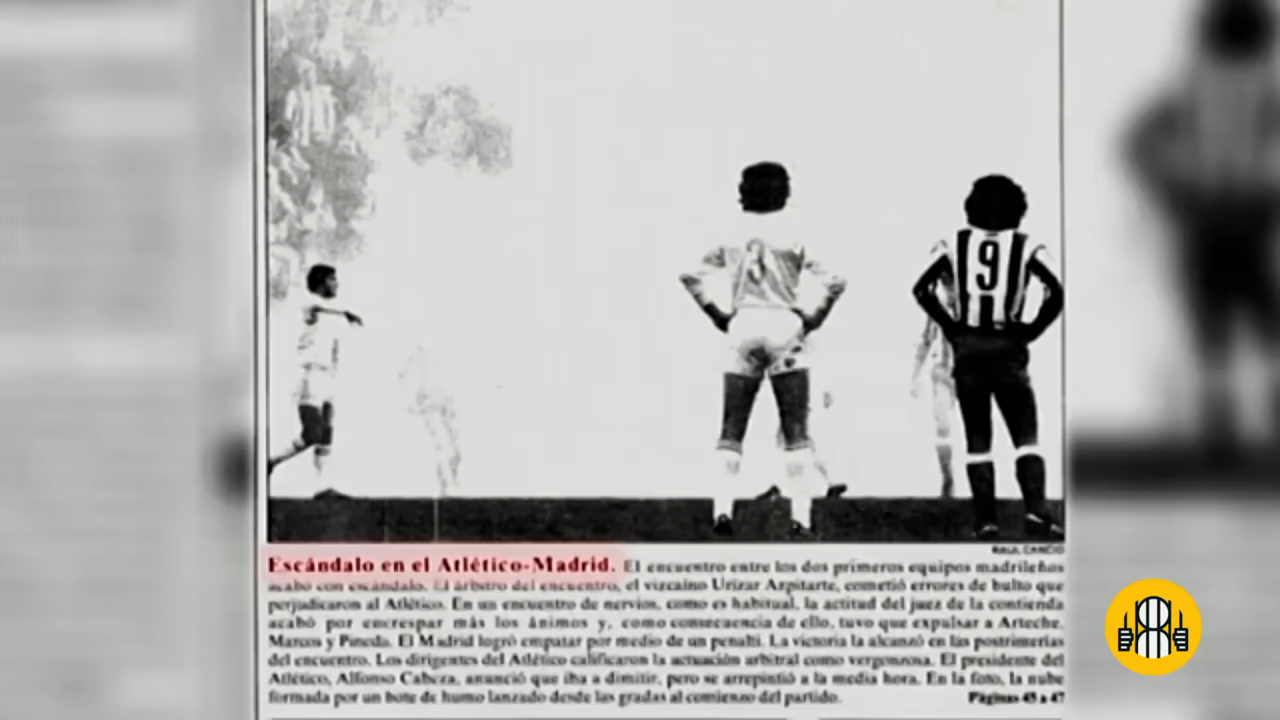 9
RAUL CANCIO
Escándalo en el Atlético-Madrid. El encuentro entre los dos primeros equipos madrileños
acabó con escándalo. El árbitro del encuentro, el vizcaíno Urízar Azpitarte, cometió errores de bulto que
perjudicaron al Atlético. En un encuentro de nervios, como es habitual, la actitud del juez de la contienda
acabó por encrespar más los ánimos y, como consecuencia de ello, tuvo que expulsar a Arteche,
Marcos y Pineda. El Madrid logró empatar por medio de un penalti. La victoria la alcanzó en las postrimerías
del encuentro. Los dirigentes del Atlético calificaron la actuación arbitral como vergonzosa. El presidente del
Atlético, Alfonso Cabeza, anunció que iba a dimitir, pero se arrepintió a la media hora. En la foto, la nube
formada por un bote de humo lanzado desde las gradas al comienzo del partido. Páginas 45 a 47